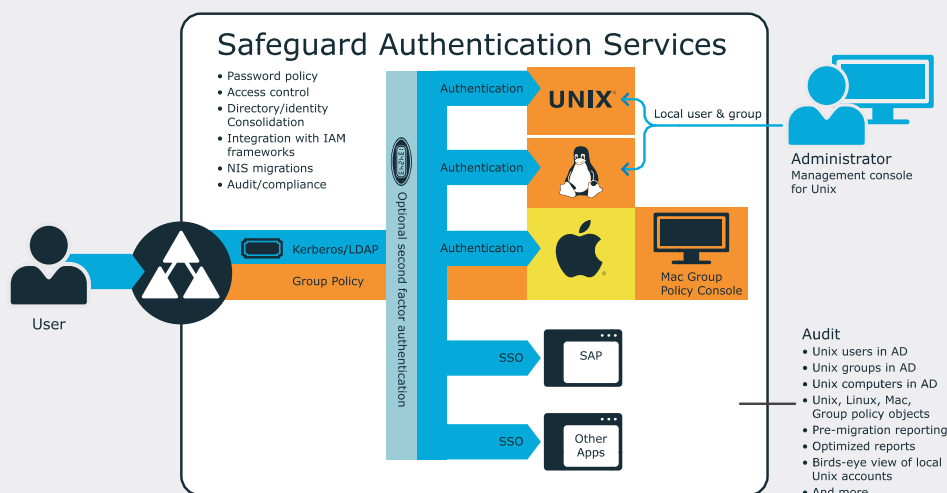 Safeguard Authentication Services
• Password policy
• Access control
• Directory/identity
Consolidation
• Integration with IAM
frameworks
• NIS migrations
• Audit/compliance
User
Kerberos/LDAP
Group Policy
Optional second factor authentication
Authentication
UNIX
Authentication
Authentication
Mac Group
Policy Console
SSO
SAP
SSO
Other
Apps
Local user & group
Administrator
Management console
for Unix
Audit
• Unix users in AD
• Unix groups in AD
• Unix computers in AD
• Unix, Linux, Mac,
Group policy objects
• Pre-migration reporting
• Optimized reports
• Birds-eye view of local
Unix accounts
• And more